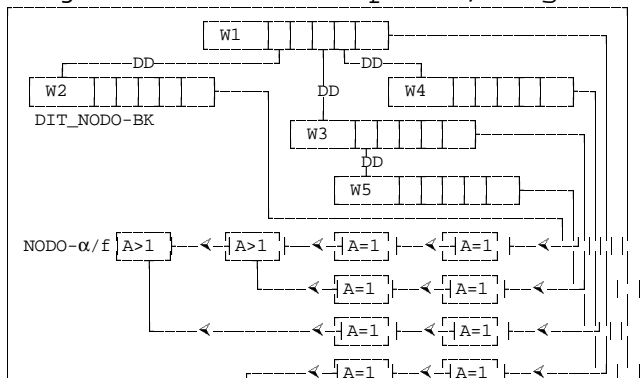 W1
DD DD
W2 DD W4
DIT_NODO-BK
W3
DD
W5
NODO-α/f A>1 A>1 A=1 A=1
A=1 A=1
A=1 A=1
A=1 A=1